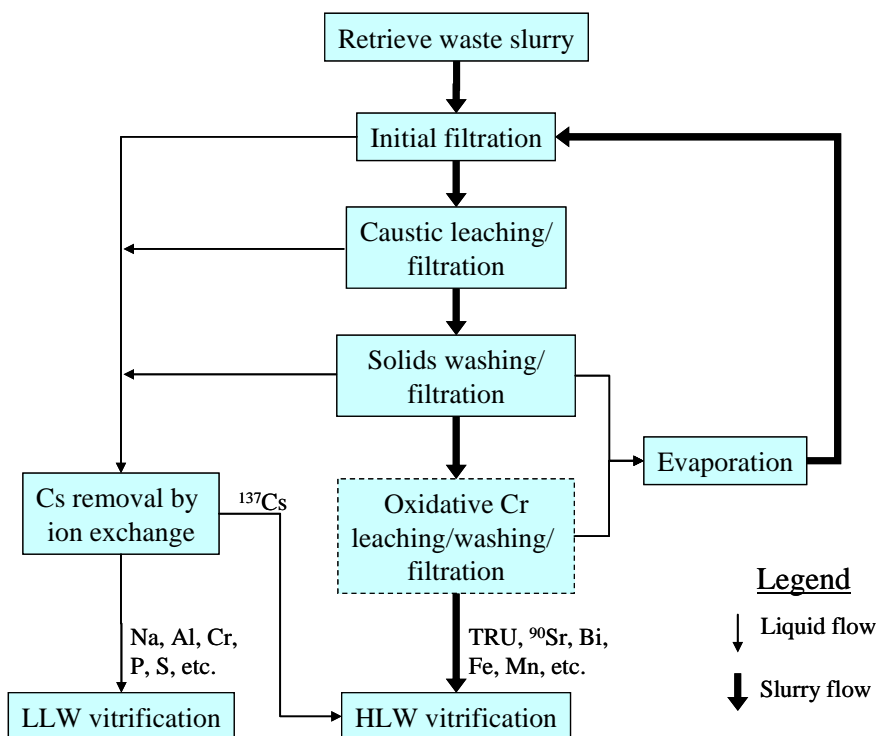 Retrieve waste slurry
Initial filtration
Caustic leaching/
filtration
Solids washing/
filtration
Evaporation
Cs removal by
ion exchange
¹³⁷Cs
Oxidative Cr
leaching/washing/
filtration
Legend
Liquid flow
Slurry flow
Na, Al, Cr,
P, S, etc.
TRU, ⁹⁰Sr, Bi,
Fe, Mn, etc.
LLW vitrification
HLW vitrification